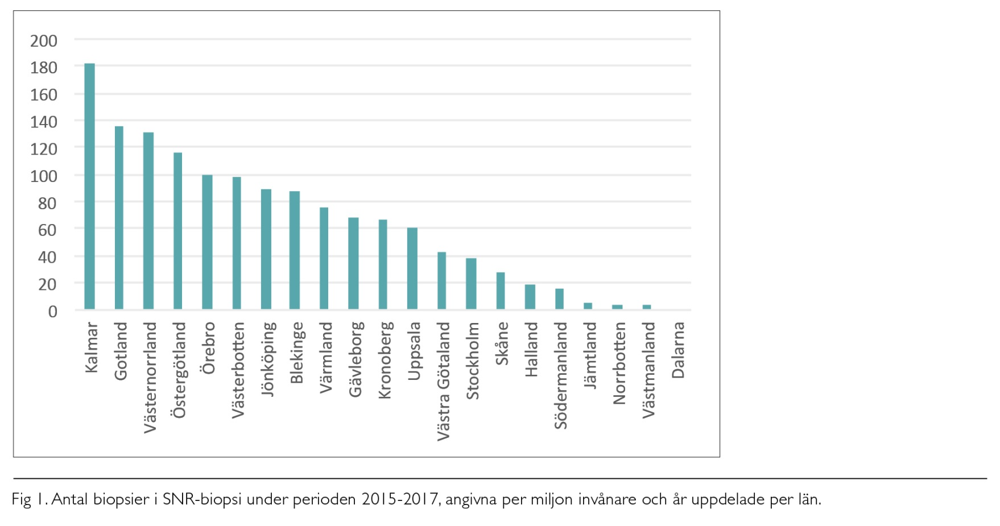 200
180
160
140
120
100
80
60
40
20
0
Kalmar
Gotland
Västernorrland
Östergötland
Örebro
Västerbotten
Jönköping
Blekinge
Värmland
Gävleborg
Kronoberg
Uppsala
Västra Götaland
Stockholm
Skåne
Halland
Södermanland
Jämtland
Norrbotten
Västmanland
Dalarna
Fig 1. Antal biopsier i SNR-biopsi under perioden 2015-2017, angivna per miljon invånare och år uppdelade per län.